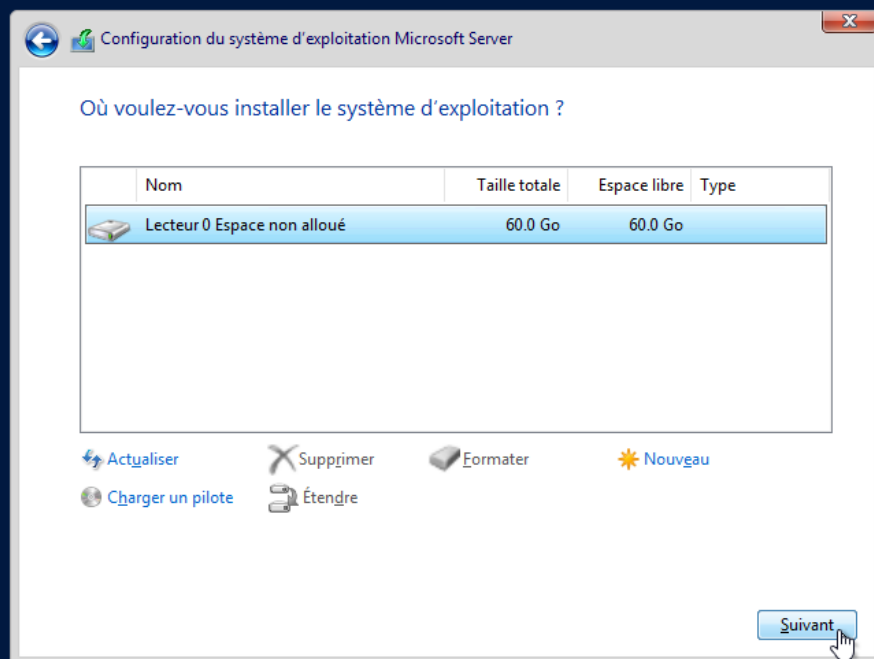 Configuration du système d'exploitation Microsoft Server
Où voulez-vous installer le système d'exploitation ?
Nom Taille totale Espace libre Type
Lecteur 0 Espace non alloué 60.0 Go 60.0 Go
Actualiser Supprimer Formater Nouveau
Charger un pilote Étendre
Suivant